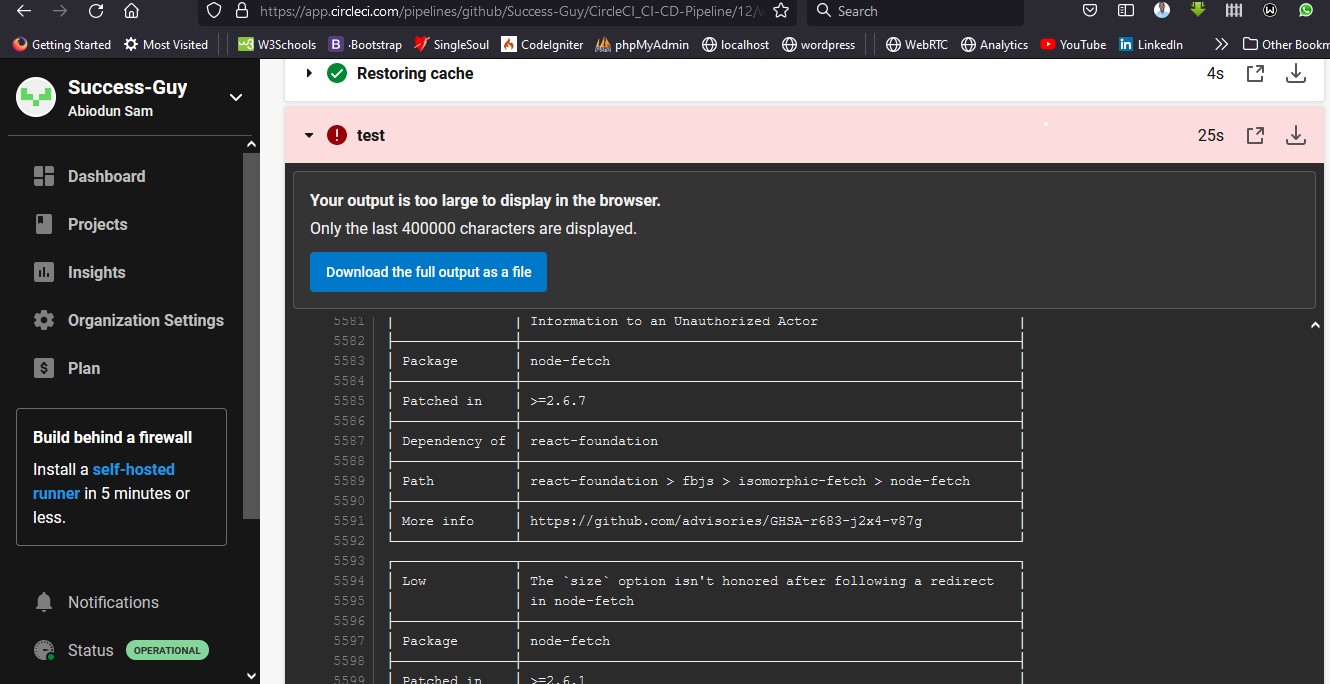 https://app.circleci.com/pipelines/github/Success-Guy/CircleCI_CI-CD-Pipeline/12/
Search
Getting Started
Most Visited
W3Schools
B ·Bootstrap
SingleSoul
CodeIgniter
phpMyAdmin
localhost
wordpress
WebRTC
Analytics
YouTube
LinkedIn
Other Bookm
Success-Guy
Abiodun Sam
Dashboard
Projects
Insights
Organization Settings
Plan
Build behind a firewall
Install a self-hosted
runner in 5 minutes or
less.
Notifications
Status OPERATIONAL
Restoring cache 4s
test 25s
Your output is too large to display in the browser.
Only the last 400000 characters are displayed.
Download the full output as a file
5581 Information to an Unauthorized Actor
5582
5583 Package node-fetch
5584
5585 Patched in >=2.6.7
5586
5587 Dependency of react-foundation
5588
5589 Path react-foundation > fbjs > isomorphic-fetch > node-fetch
5590
5591 More info https://github.com/advisories/GHSA-r683-j2x4-v87g
5592
5593
5594 Low The `size` option isn't honored after following a redirect
5595 in node-fetch
5596
5597 Package node-fetch
5598
5599 Patched in >=2.6.1